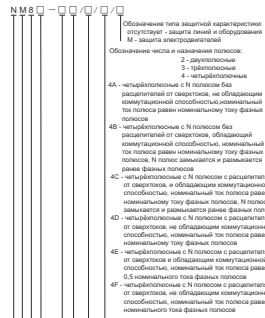 NM8□-□□/□/□/□
Обозначение типа защитной характеристики:
отсутствует - защита линий и оборудования
М - защита электродвигателей
Обозначение числа и назначения полюсов:
2 - двухполюсные
3 - трёхполюсные
4 - четырёхполюсные
4A - четырёхполюсные с N полюсом без
расцепителей от сверхтоков, не обладающим
коммутационной способностью,номинальный
ток полюса равен номинальному току фазных
полюсов
4B - четырёхполюсные с N полюсом без
расцепителей от сверхтоков, обладающий
коммутационной способностью, номинальный
ток полюса равен номинальному току фазных
полюсов, N полюс замыкается и размыкается
ранее фазных полюсов
4C - четырёхполюсные с N полюсом с расцепител
от сверхтоков, и обладающим коммутационн
способностью, номинальный ток полюса раве
номинальному току фазных полюсов, N полюс
замыкается и размыкается ранее фазных пол
4D - четырёхполюсные с N полюсом с расцепител
от сверхтоков, не обладающим коммутационн
способностью, номинальный ток полюса раве
номинальному току фазных полюсов
4E - четырёхполюсные с N полюсом с расцепител
от сверхтоков и обладающим коммутационн
способностью, номинальный ток полюса раве
0,5 номинального тока фазных полюсов
4F - четырёхполюсные с N полюсом с расцепител
от сверхтоков, не обладающим коммутационн
способностью, номинальный ток полюса раве
номинального тока фазных полюсов